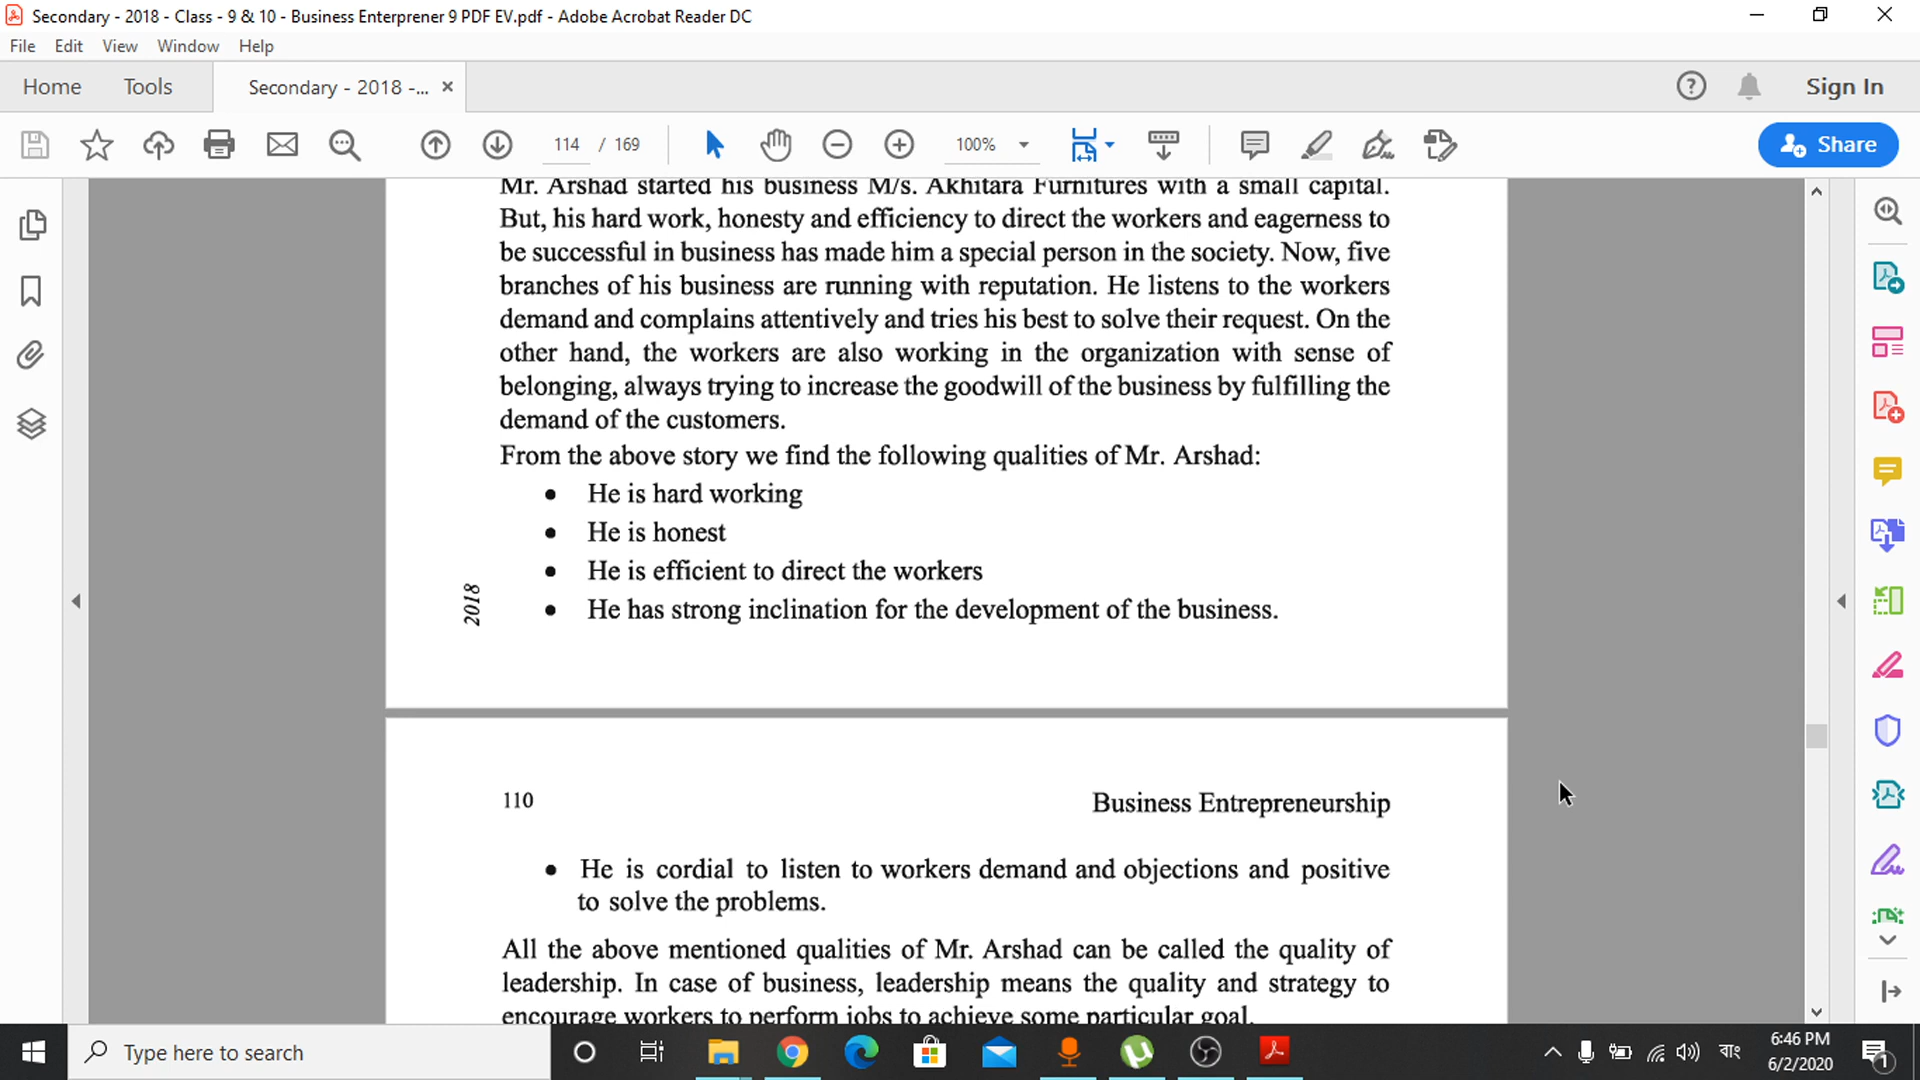 Secondary - 2018 - Class - 9 & 10 - Business Enterprener 9 PDF EV.pdf - Adobe Acrobat Reader DC
File Edit View Window Help
Home Tools Secondary - 2018 -... × Sign In
114 / 169 100% Share
Mr. Arshad started his business M/s. Akhitara Furnitures with a small capital.
But, his hard work, honesty and efficiency to direct the workers and eagerness to
be successful in business has made him a special person in the society. Now, five
branches of his business are running with reputation. He listens to the workers
demand and complains attentively and tries his best to solve their request. On the
other hand, the workers are also working in the organization with sense of
belonging, always trying to increase the goodwill of the business by fulfilling the
demand of the customers.
From the above story we find the following qualities of Mr. Arshad:
• He is hard working
• He is honest
• He is efficient to direct the workers
2018
• He has strong inclination for the development of the business.
110 Business Entrepreneurship
• He is cordial to listen to workers demand and objections and positive
to solve the problems.
All the above mentioned qualities of Mr. Arshad can be called the quality of
leadership. In case of business, leadership means the quality and strategy to
encourage workers to perform jobs to achieve some particular goal.
Type here to search
বাং
6:46 PM
6/2/2020
1